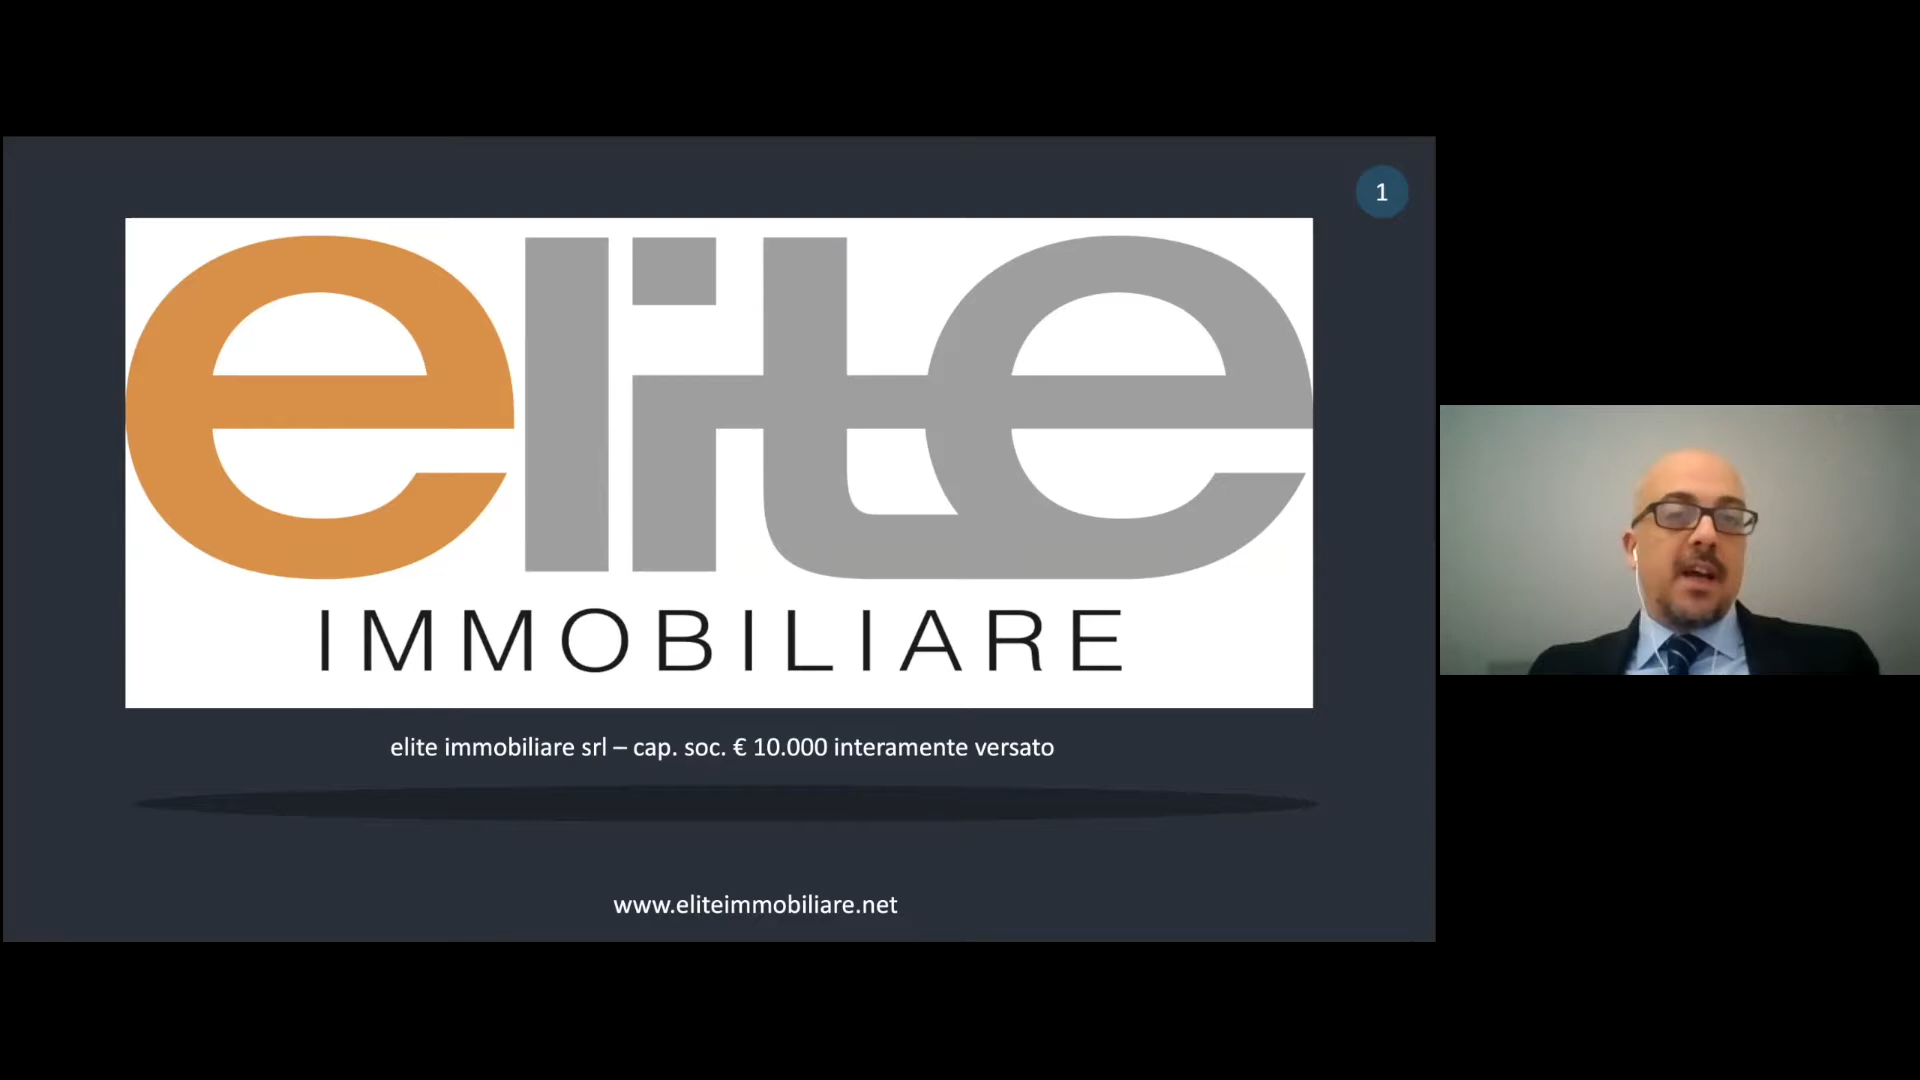 1
elite
IMMOBILIARE
elite immobiliare srl – cap. soc. € 10.000 interamente versato
www.eliteimmobiliare.net